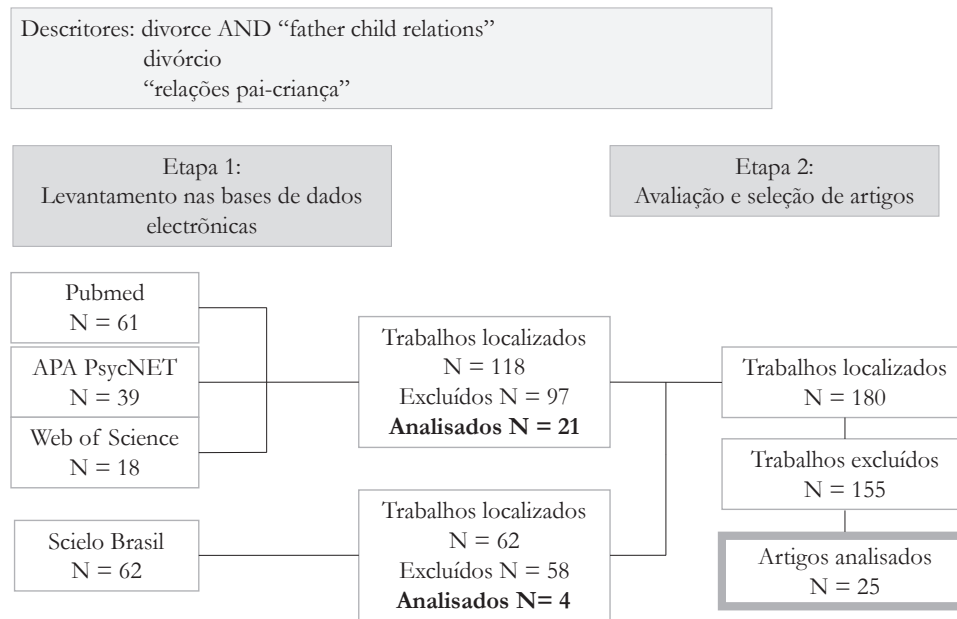 Descritores: divorce AND “father child relations”
divórcio
“relações pai-criança”
Etapa 1:
Levantamento nas bases de dados
electrõnicas
Etapa 2:
Avaliação e seleção de artigos
Pubmed
N = 61
APA PsycNET
N = 39
Web of Science
N = 18
Scielo Brasil
N = 62
Trabalhos localizados
N = 118
Excluídos N = 97
Analisados N = 21
Trabalhos localizados
N = 62
Excluídos N = 58
Analisados N= 4
Trabalhos localizados
N = 180
Trabalhos excluídos
N = 155
Artigos analisados
N = 25